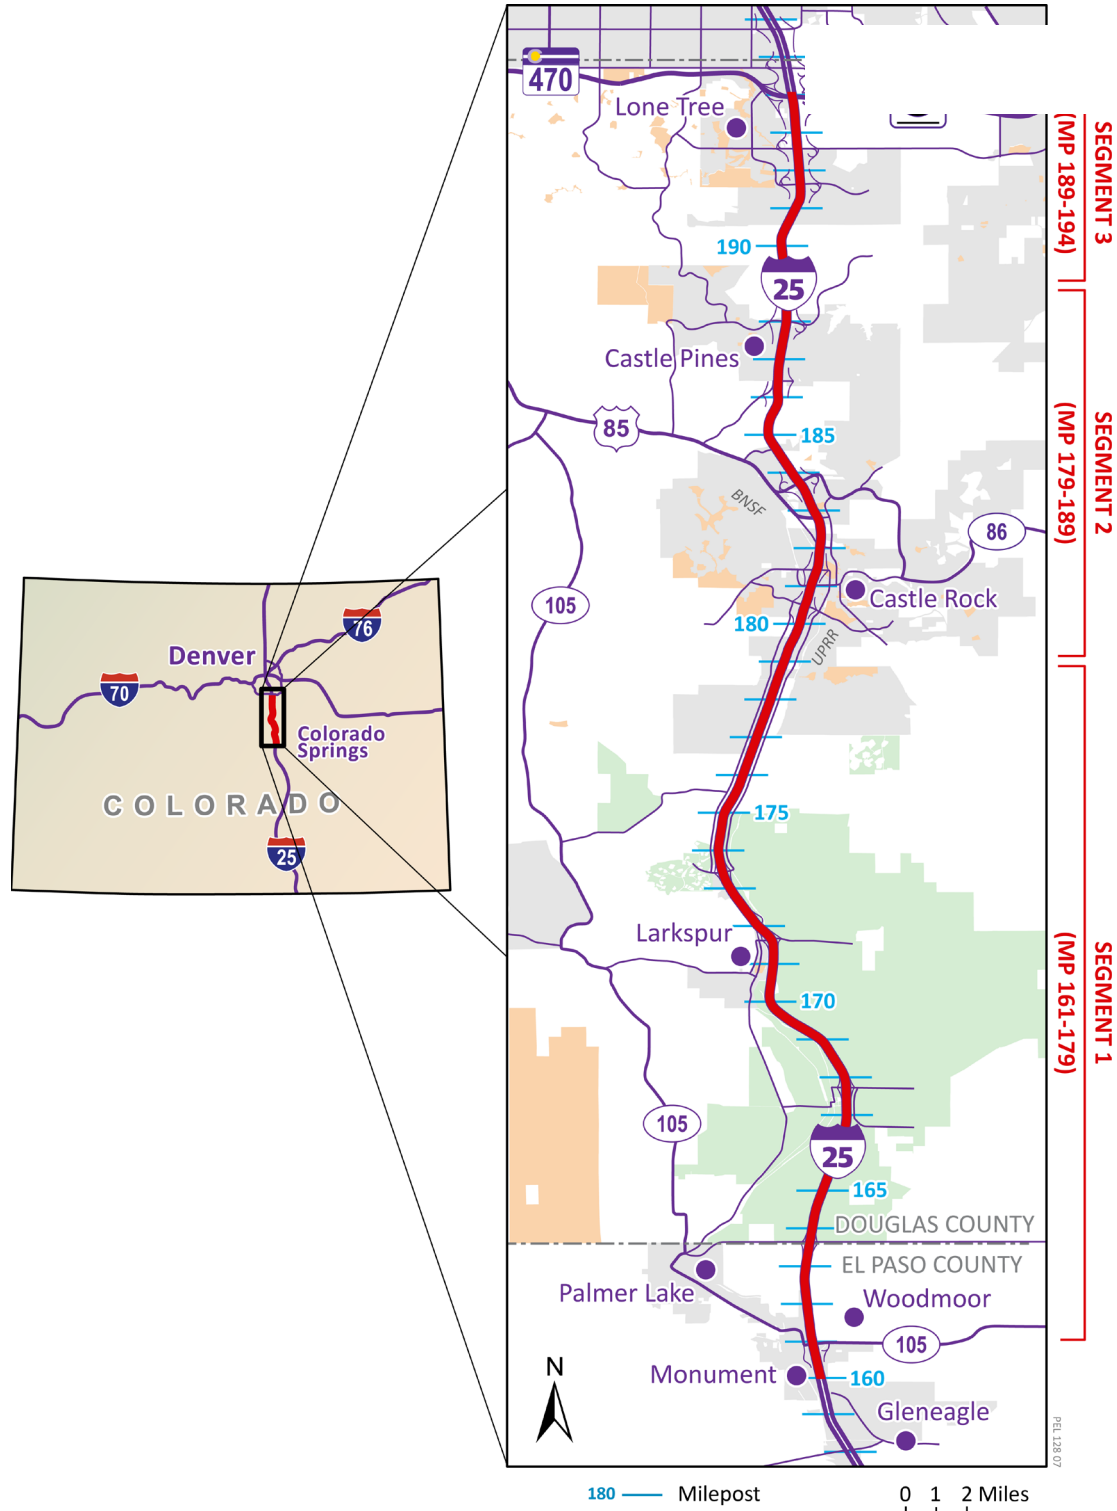 470
Lone Tree
190
25
Castle Pines
85
185
BNSF
86
105
Castle Rock
180
UPRR
76
Denver
70
Colorado
Springs
COLORADO
25
175
Larkspur
170
105
25
165
DOUGLAS COUNTY
EL PASO COUNTY
Palmer Lake
Woodmoor
105
Monument
160
Gleneagle
N
SEGMENT 3
(MP 189-194)
SEGMENT 2
(MP 179-189)
SEGMENT 1
(MP 161-179)
PEL 128 07
180 Milepost
0 1 2 Miles